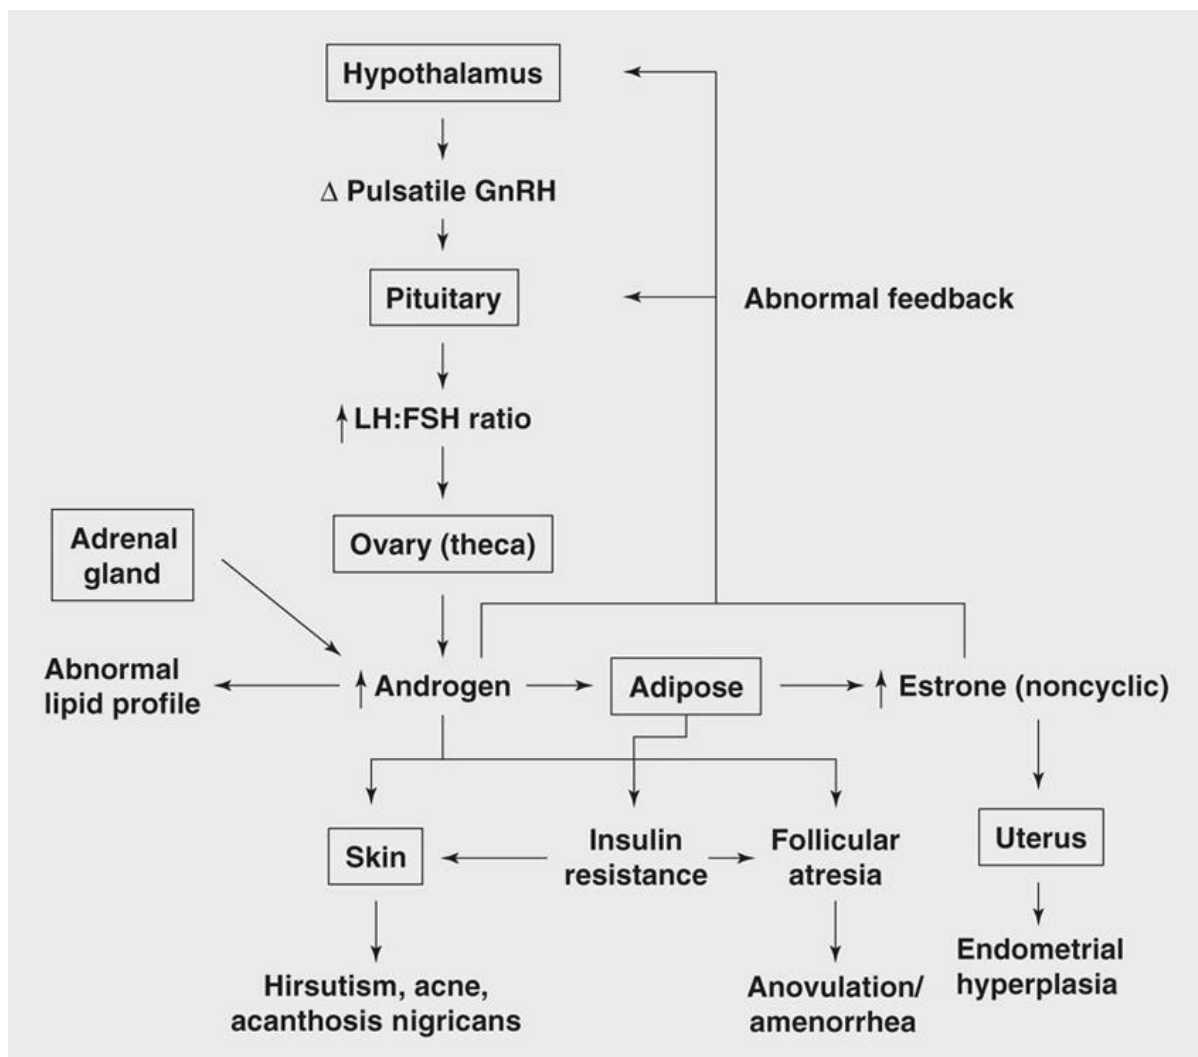 Hypothalamus
Δ Pulsatile GnRH
Pituitary
Abnormal feedback
LH:FSH ratio
Adrenal
gland
Ovary (theca)
Abnormal
lipid profile
Androgen
Adipose
Estrone (noncyclic)
Skin
Insulin
resistance
Follicular
atresia
Uterus
Hirsutism, acne,
acanthosis nigricans
Anovulation/
amenorrhea
Endometrial
hyperplasia